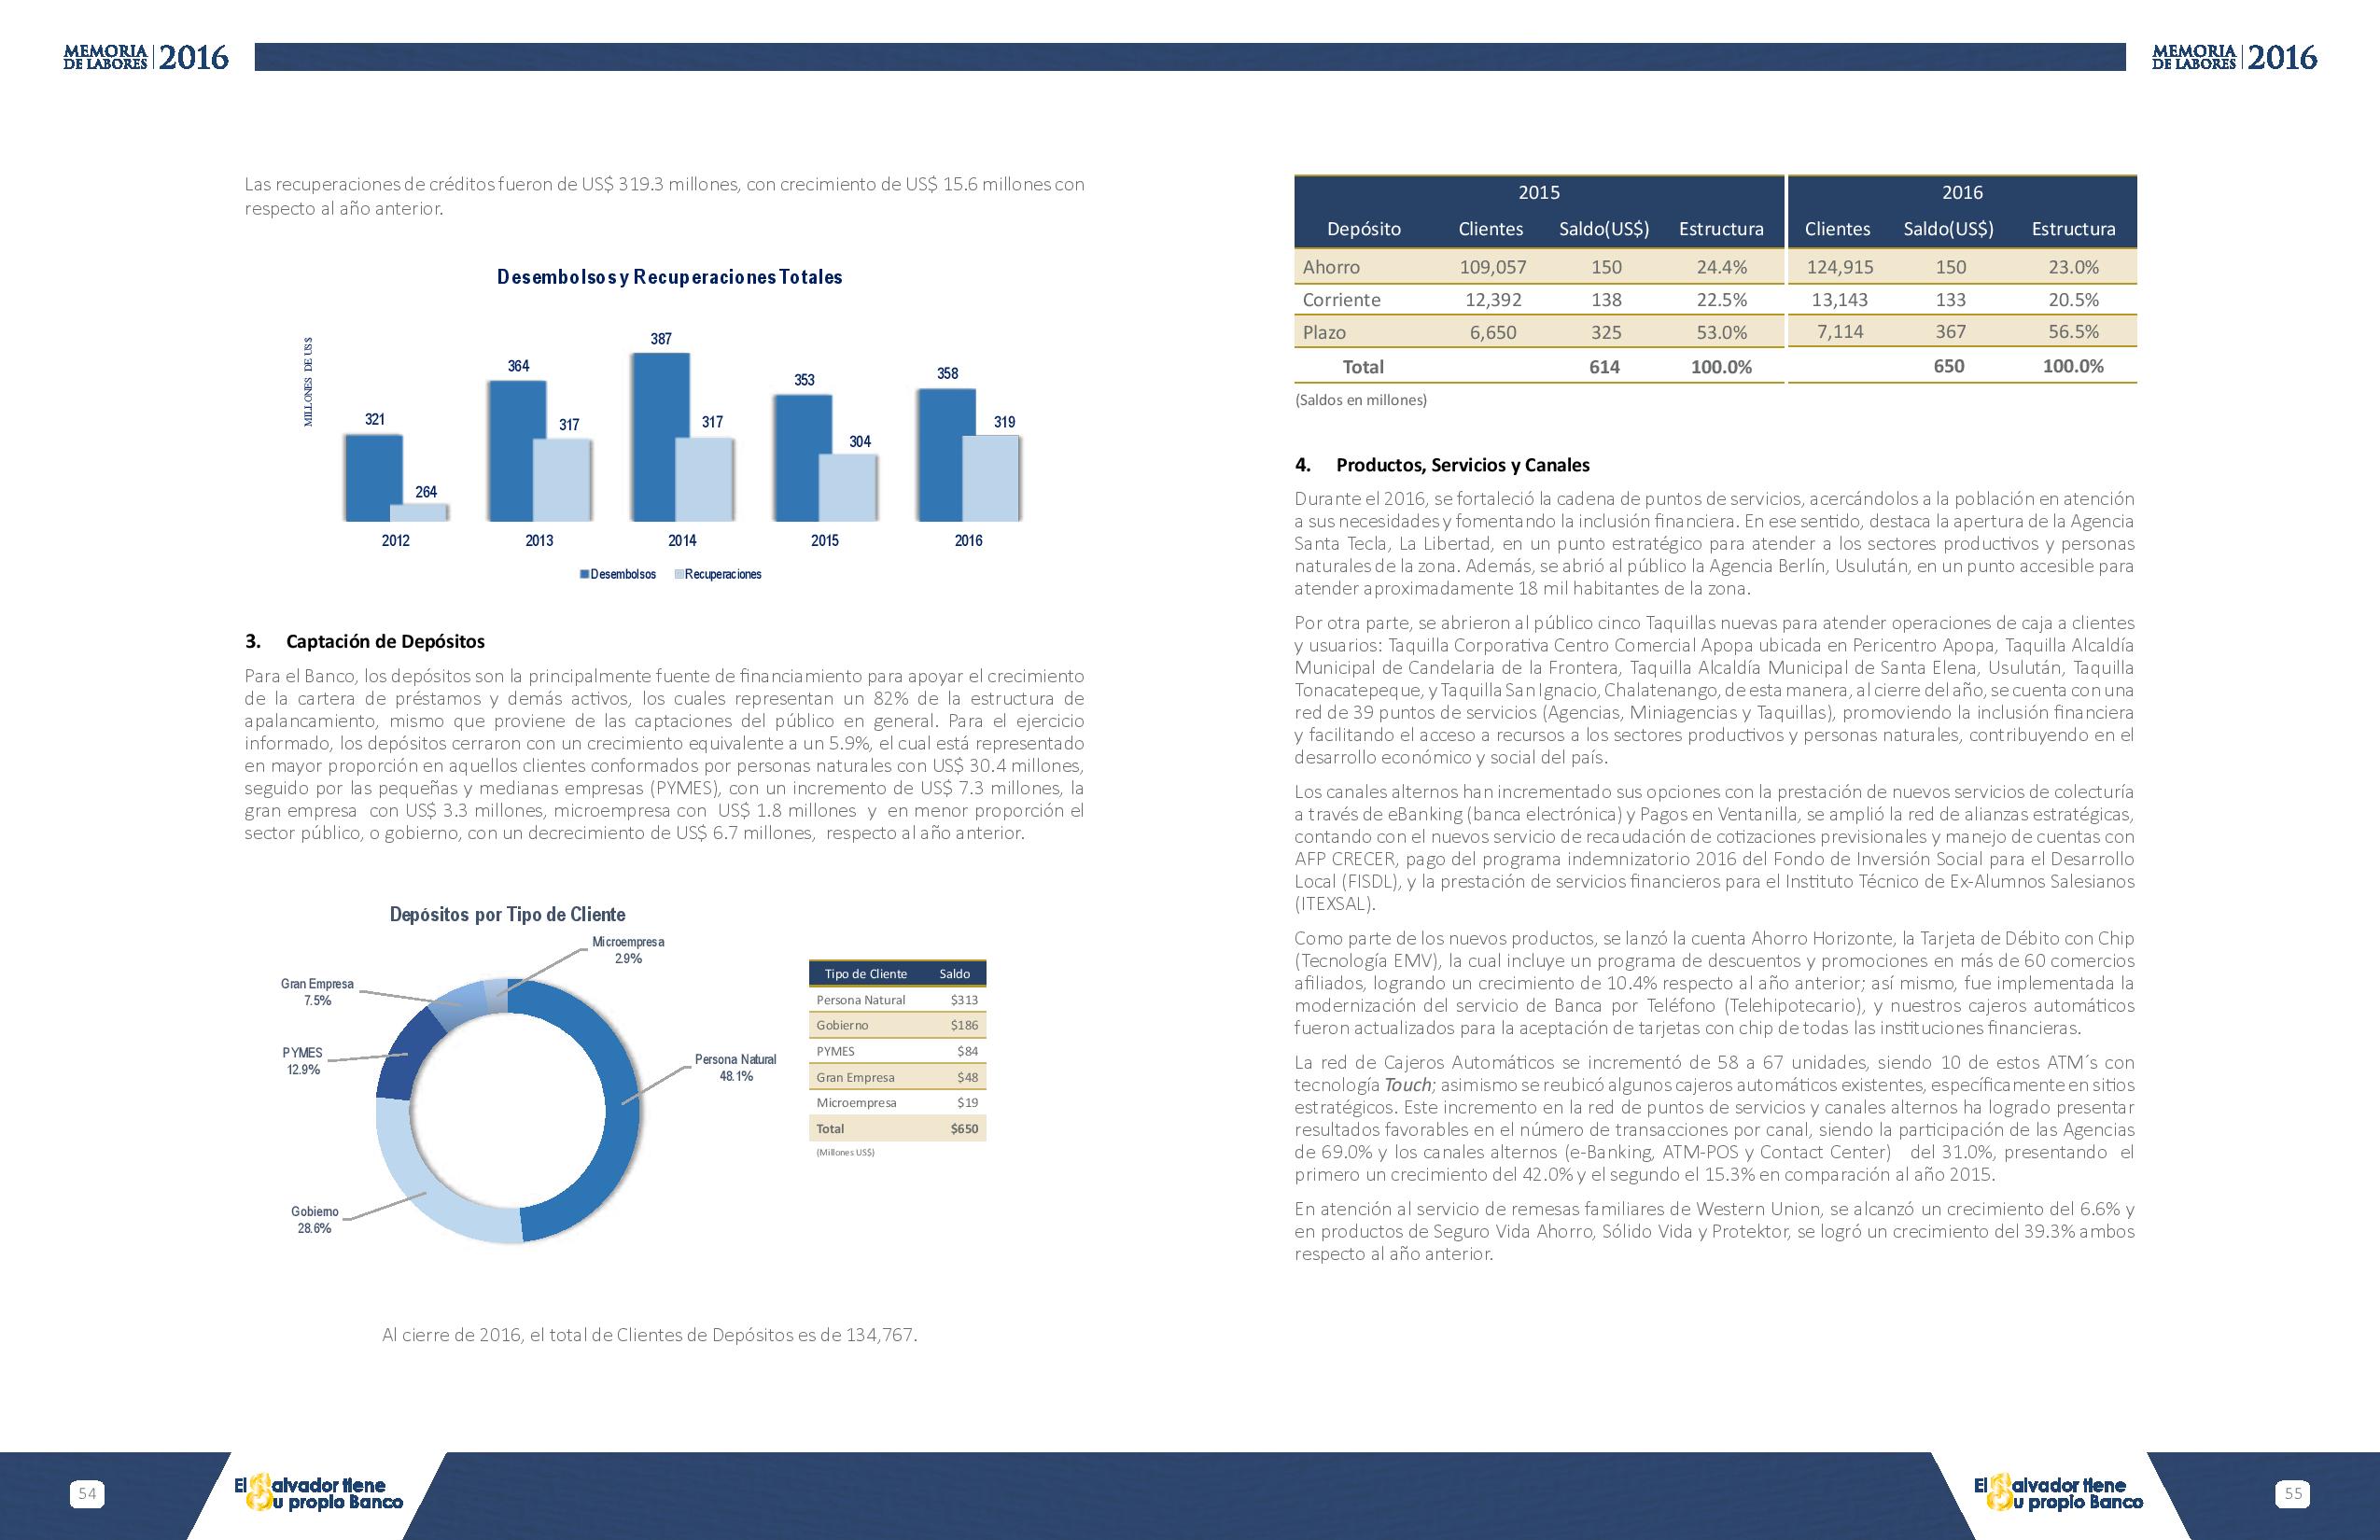 MEMORIA
DE LABORES 2016
MEMORIA
DE LABORES 2016
Las recuperaciones de créditos fueron de US$ 319.3 millones, con crecimiento de US$ 15.6 millones con
respecto al año anterior.
Desembolsos y Recuperaciones Totales
MILLONES DE US$
321
264
364
317
387
317
353
304
358
319
2012
2013
2014
2015
2016
Desembolsos Recuperaciones
3. Captación de Depósitos
Para el Banco, los depósitos son la principalmente fuente de financiamiento para apoyar el crecimiento
de la cartera de préstamos y demás activos, los cuales representan un 82% de la estructura de
apalancamiento, mismo que proviene de las captaciones del público en general. Para el ejercicio
informado, los depósitos cerraron con un crecimiento equivalente a un 5.9%, el cual está representado
en mayor proporción en aquellos clientes conformados por personas naturales con US$ 30.4 millones,
seguido por las pequeñas y medianas empresas (PYMES), con un incremento de US$ 7.3 millones, la
gran empresa con US$ 3.3 millones, microempresa con US$ 1.8 millones y en menor proporción el
sector público, o gobierno, con un decrecimiento de US$ 6.7 millones, respecto al año anterior.
Depósitos por Tipo de Cliente
Microempresa
2.9%
Gran Empresa
7.5%
PYMES
12.9%
Persona Natural
48.1%
Gobierno
28.6%
Tipo de Cliente Saldo
Persona Natural $313
Gobierno $186
PYMES $84
Gran Empresa $48
Microempresa $19
Total $650
(Millones US$)
Al cierre de 2016, el total de Clientes de Depósitos es de 134,767.
2015 2016
Depósito Clientes Saldo(US$) Estructura Clientes Saldo(US$) Estructura
Ahorro 109,057 150 24.4% 124,915 150 23.0%
Corriente 12,392 138 22.5% 13,143 133 20.5%
Plazo 6,650 325 53.0% 7,114 367 56.5%
Total 614 100.0% 650 100.0%
(Saldos en millones)
4. Productos, Servicios y Canales
Durante el 2016, se fortaleció la cadena de puntos de servicios, acercándolos a la población en atención
a sus necesidades y fomentando la inclusión financiera. En ese sentido, destaca la apertura de la Agencia
Santa Tecla, La Libertad, en un punto estratégico para atender a los sectores productivos y personas
naturales de la zona. Además, se abrió al público la Agencia Berlín, Usulután, en un punto accesible para
atender aproximadamente 18 mil habitantes de la zona.
Por otra parte, se abrieron al público cinco Taquillas nuevas para atender operaciones de caja a clientes
y usuarios: Taquilla Corporativa Centro Comercial Apopa ubicada en Pericentro Apopa, Taquilla Alcaldía
Municipal de Candelaria de la Frontera, Taquilla Alcaldía Municipal de Santa Elena, Usulután, Taquilla
Tonacatepeque, y Taquilla San Ignacio, Chalatenango, de esta manera, al cierre del año, se cuenta con una
red de 39 puntos de servicios (Agencias, Miniagencias y Taquillas), promoviendo la inclusión financiera
y facilitando el acceso a recursos a los sectores productivos y personas naturales, contribuyendo en el
desarrollo económico y social del país.
Los canales alternos han incrementado sus opciones con la prestación de nuevos servicios de colecturía
a través de eBanking (banca electrónica) y Pagos en Ventanilla, se amplió la red de alianzas estratégicas,
contando con el nuevos servicio de recaudación de cotizaciones previsionales y manejo de cuentas con
AFP CRECER, pago del programa indemnizatorio 2016 del Fondo de Inversión Social para el Desarrollo
Local (FISDL), y la prestación de servicios financieros para el Instituto Técnico de Ex-Alumnos Salesianos
(ITEXSAL).
Como parte de los nuevos productos, se lanzó la cuenta Ahorro Horizonte, la Tarjeta de Débito con Chip
(Tecnología EMV), la cual incluye un programa de descuentos y promociones en más de 60 comercios
afiliados, logrando un crecimiento de 10.4% respecto al año anterior; así mismo, fue implementada la
modernización del servicio de Banca por Teléfono (Telehipotecario), y nuestros cajeros automáticos
fueron actualizados para la aceptación de tarjetas con chip de todas las instituciones financieras.
La red de Cajeros Automáticos se incrementó de 58 a 67 unidades, siendo 10 de estos ATM´s con
tecnología Touch; asimismo se reubicó algunos cajeros automáticos existentes, específicamente en sitios
estratégicos. Este incremento en la red de puntos de servicios y canales alternos ha logrado presentar
resultados favorables en el número de transacciones por canal, siendo la participación de las Agencias
de 69.0% y los canales alternos (e-Banking, ATM-POS y Contact Center) del 31.0%, presentando el
primero un crecimiento del 42.0% y el segundo el 15.3% en comparación al año 2015.
En atención al servicio de remesas familiares de Western Union, se alcanzó un crecimiento del 6.6% y
en productos de Seguro Vida Ahorro, Sólido Vida y Protektor, se logró un crecimiento del 39.3% ambos
respecto al año anterior.
54
El Salvador tiene
Su propio Banco
El Salvador tiene
Su propio Banco
55